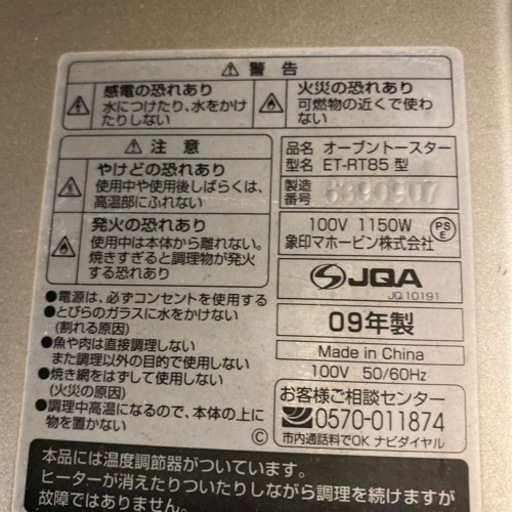 ⚠ 警告
感電の恐れあり
水につけたり、水をかけ
たりしない
火災の恐れあり
可燃物の近くで使わ
ない
⚠ 注意
やけどの恐れあり
使用中や使用後しばらくは、
高温部にふれない
発火の恐れあり
使用中は本体から離れない。
焼きすぎると調理物が発火
する恐れあり
●電源は、必ずコンセントを使用する
●とびらのガラスに水をかけない
(割れる原因)
●魚や肉は直接調理しない
また調理以外の目的で使用しない
●焼き網をはずして使用しない
(火災の原因)
●調理中高温になるので、本体の上に
物を置かない
©
品名 オーブントースター
型名 ET-RT85 型
製造
番号
100V 1150W
PS
E
象印マホービン株式会社
JQA
JQ10191
09年製
Made in China
100V 50/60Hz
お客様ご相談センター
0570-011874
市内通話料でOK ナビダイヤル
本品には温度調節器がついています。
ヒーターが消えたりついたりしながら調理を続けますが
故障ではありません。